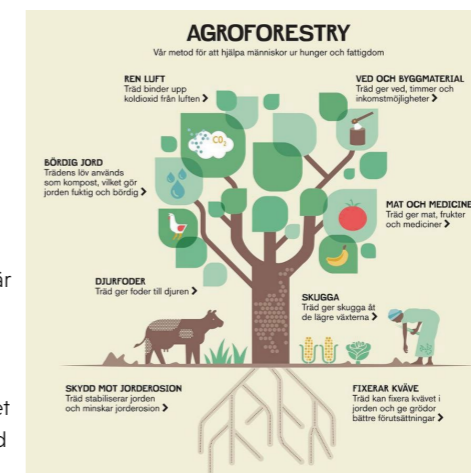 AGROFORESTRY
Vår metod för att hjälpa människor ur hunger och fattigdom
REN LUFT
Träd binder upp
koldioxid från luften >
VED OCH BYGGMATERIAL
Träd ger ved, timmer och
inkomstmöjligheter >
CO₂
BÖRDIG JORD
Trädens löv används
som kompost, vilket gör
jorden fuktig och bördig >
MAT OCH MEDICINE
Träd ger mat, frukter
och mediciner >
är
DJURFODER
Träd ger foder till djuren >
SKUGGA
Träd ger skugga åt
de lägre växterna >
SKYDD MOT JORDEROSION
Träd stabiliserar jorden
och minskar jorderosion >
FIXERAR KVÄVE
Träd kan fixera kvävet i
jorden och ge grödor
bättre förutsättningar >
et
d